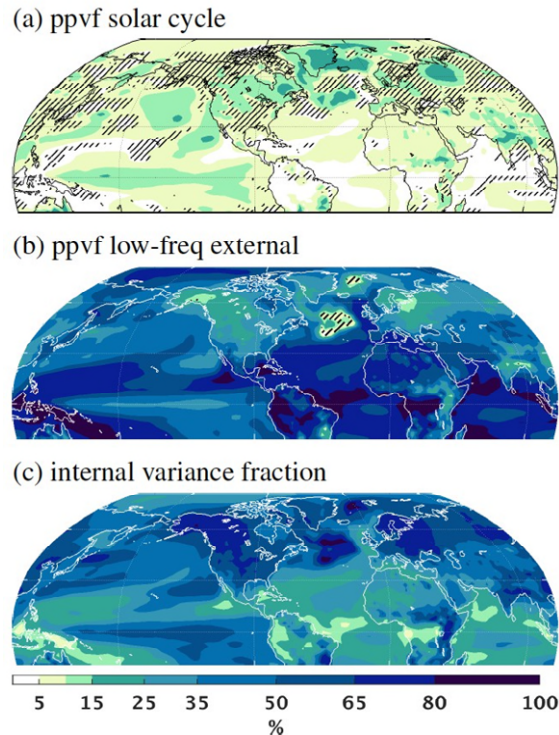 (a) ppvf solar cycle
(b) ppvf low-freq external
(c) internal variance fraction
5 15 25 35 50 65 80 100
%